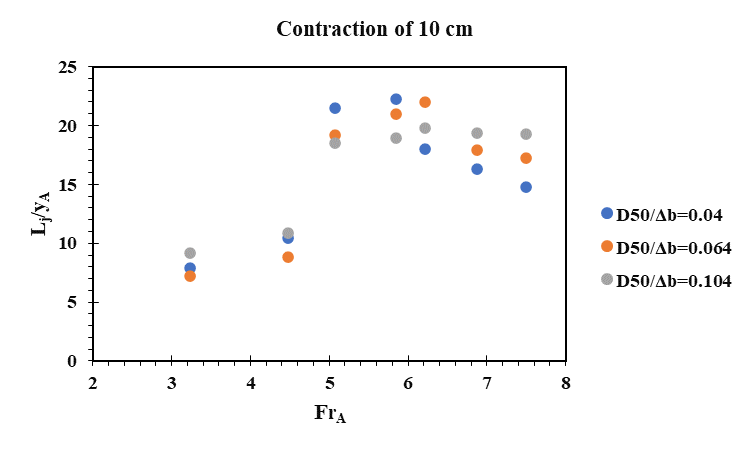 Contraction of 10 cm
25
20
15
10
5
0
2 3 4 5 6 7 8
Lj/yA
FrA
D50/Δb=0.04
D50/Δb=0.064
D50/Δb=0.104